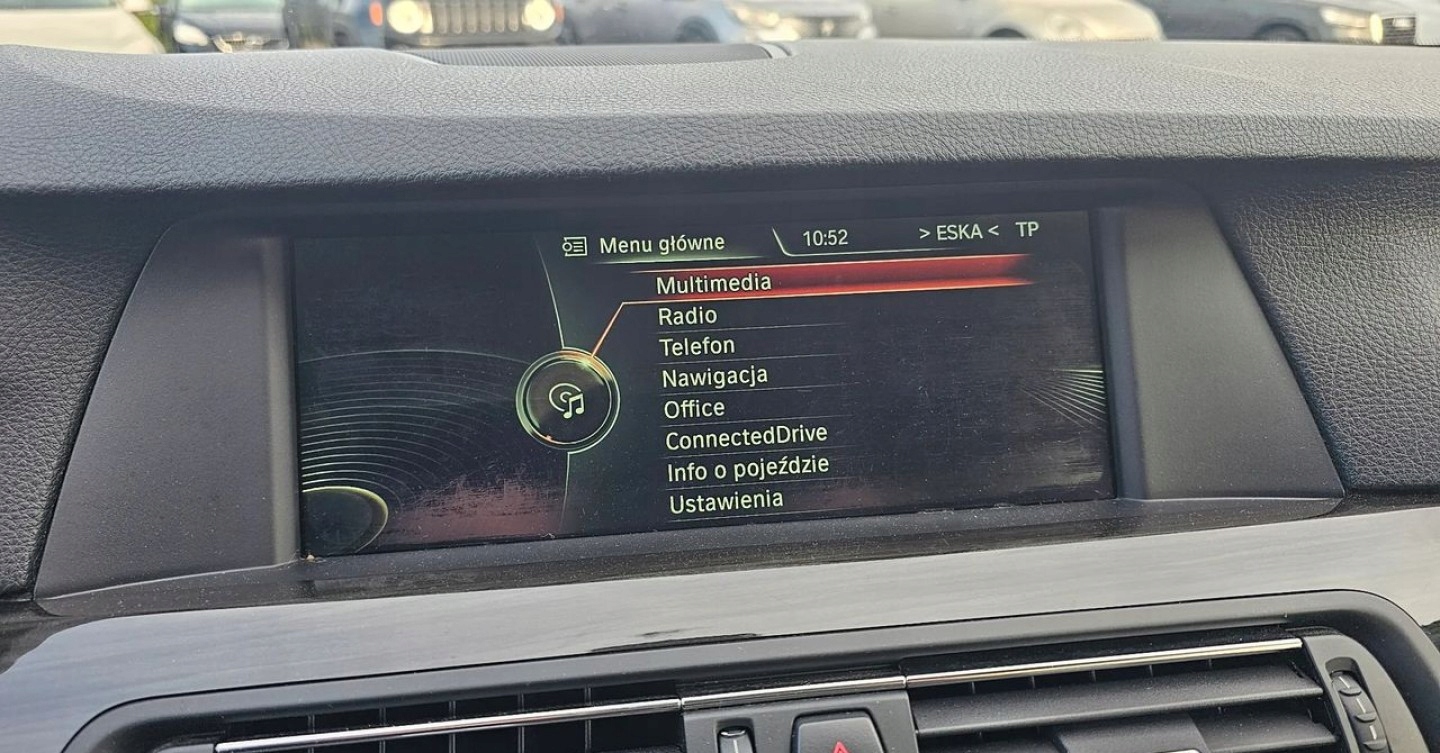 Menu główne 10:52 > ESKA < TP
Multimedia
Radio
Telefon
Nawigacja
Office
ConnectedDrive
Info o pojeździe
Ustawienia